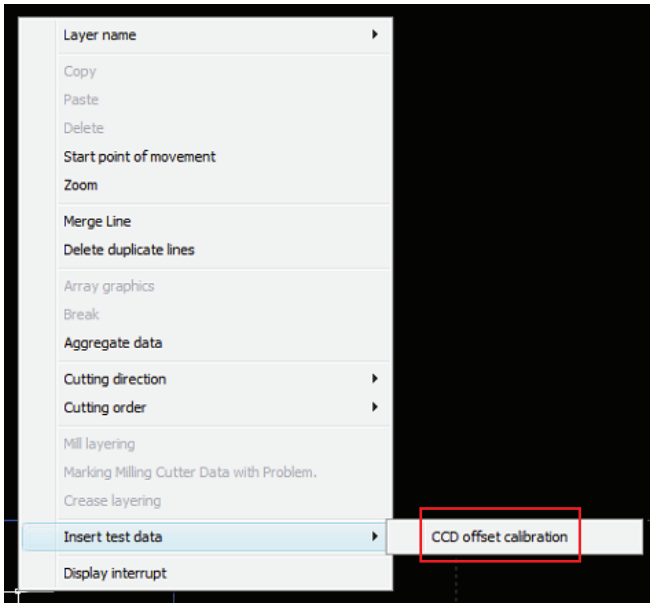 Layer name
Copy
Paste
Delete
Start point of movement
Zoom
Merge Line
Delete duplicate lines
Array graphics
Break
Aggregate data
Cutting direction
Cutting order
Mill layering
Marking Milling Cutter Data with Problem.
Crease layering
Insert test data
CCD offset calibration
Display interrupt